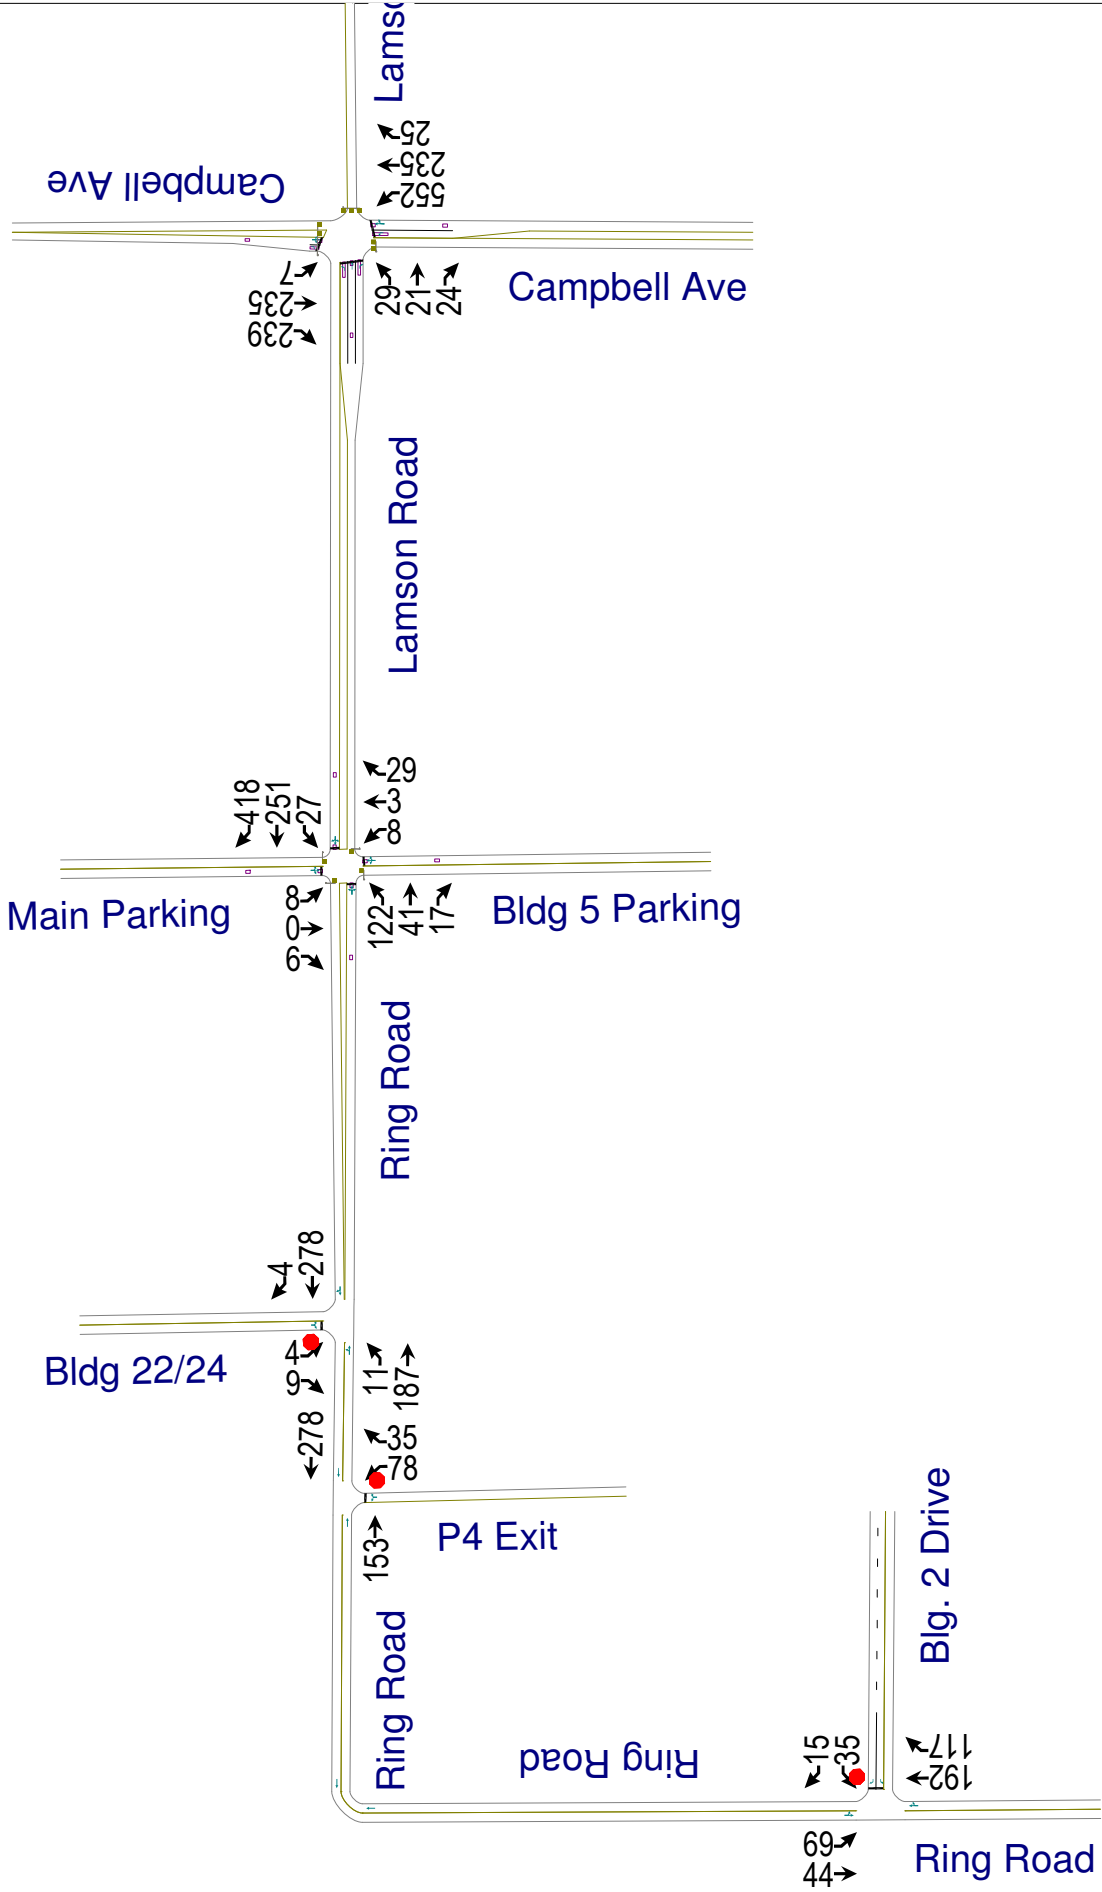 Lamso
25
235
552
Campbell Ave
7
235
239
29
21
24
Campbell Ave
Lamson Road
29
3
8
418
251
27
8
0
6
122
41
17
Main Parking
Bldg 5 Parking
Ring Road
4
278
4
9
Bldg 22/24
11
187
278
35
78
153
P4 Exit
Ring Road
Blg. 2 Drive
Ring Road
15
35
117
192
69
44
Ring Road